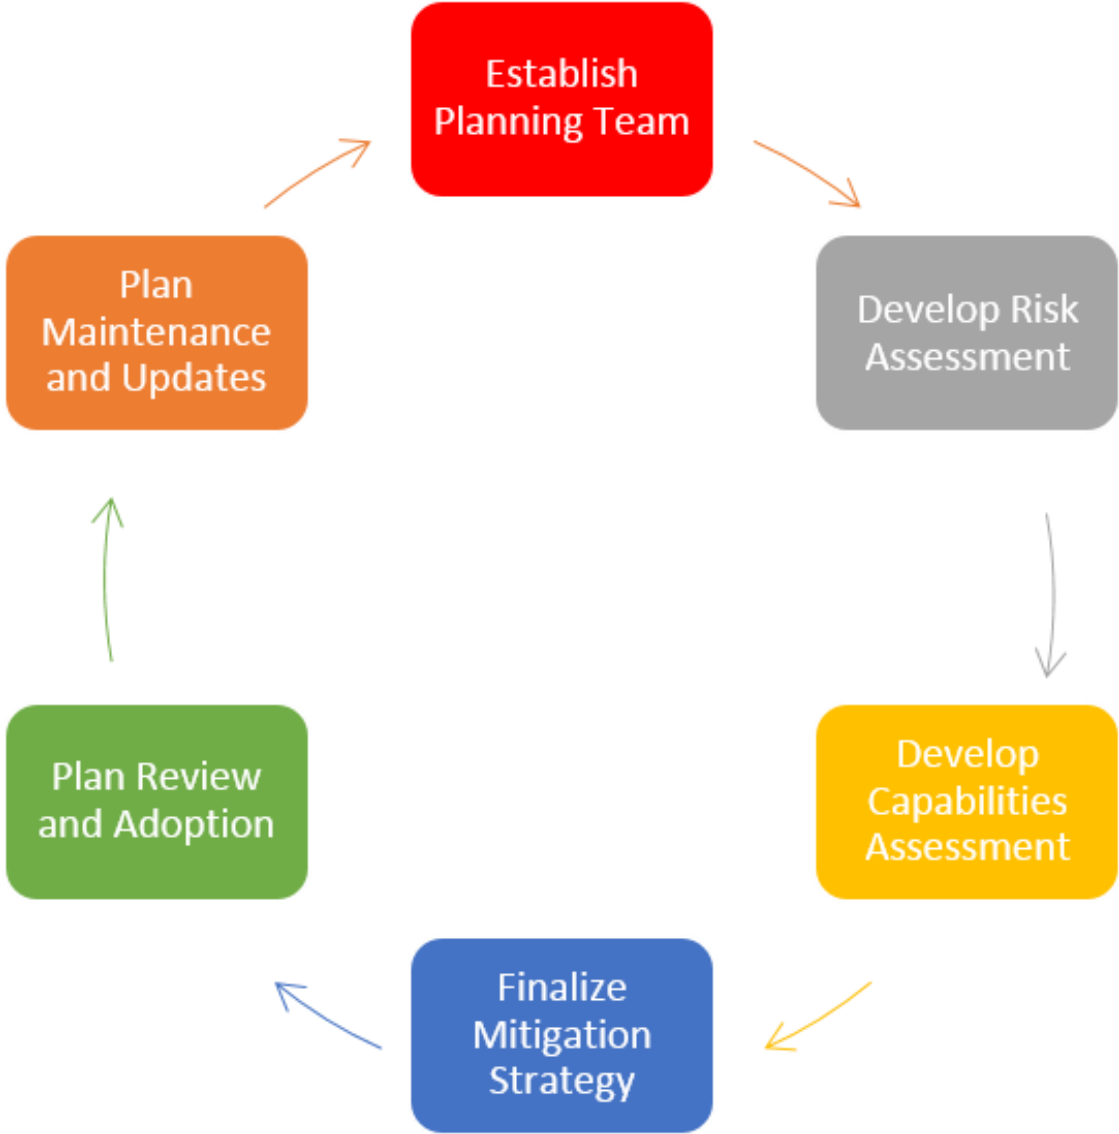 Establish
Planning Team
Develop Risk
Assessment
Develop
Capabilities
Assessment
Finalize
Mitigation
Strategy
Plan Review
and Adoption
Plan
Maintenance
and Updates